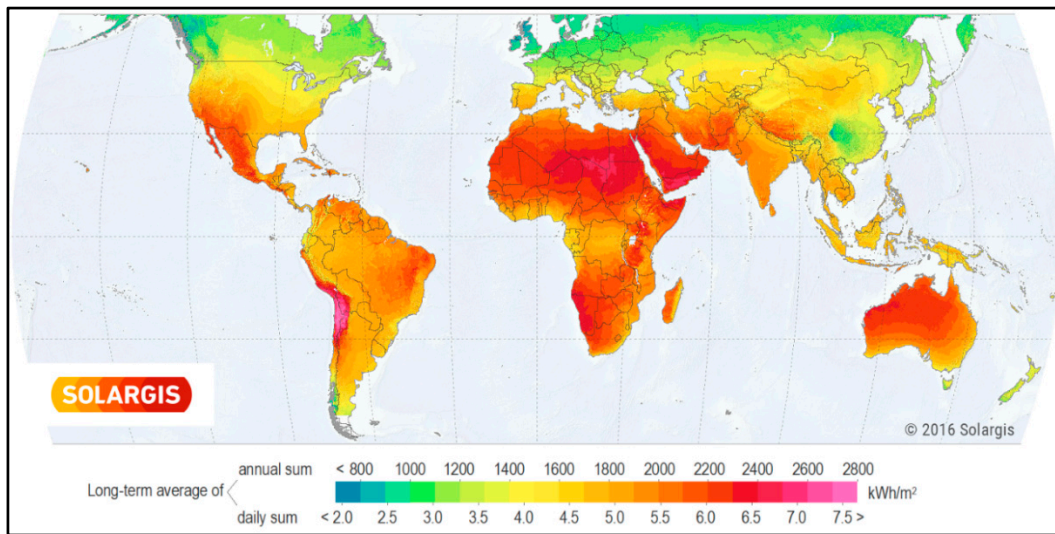 SOLARGIS
© 2016 Solargis
annual sum < 800 1000 1200 1400 1600 1800 2000 2200 2400 2600 2800
Long-term average of kWh/m²
daily sum < 2.0 2.5 3.0 3.5 4.0 4.5 5.0 5.5 6.0 6.5 7.0 7.5 >